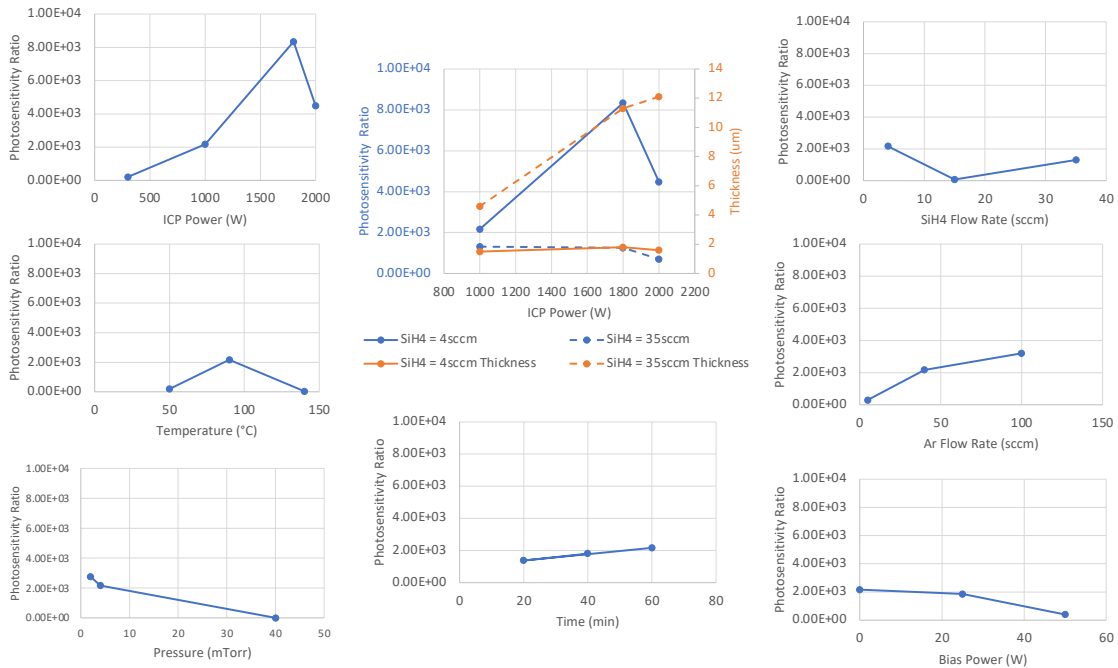 Photosensitivity Ratio
1.00E+04
8.00E+03
6.00E+03
4.00E+03
2.00E+03
0.00E+00
0 500 1000 1500 2000
ICP Power (W)
Photosensitivity Ratio
1.00E+04
8.00E+03
6.00E+03
4.00E+03
2.00E+03
0.00E+00
0 50 100 150
Temperature (°C)
Photosensitivity Ratio
1.00E+04
8.00E+03
6.00E+03
4.00E+03
2.00E+03
0.00E+00
0 10 20 30 40 50
Pressure (mTorr)
Photosensitivity Ratio
1.00E+04
8.00E+03
6.00E+03
4.00E+03
2.00E+03
0.00E+00
14
12
10
8
6
4
2
0
Thickness (um)
800 1000 1200 1400 1600 1800 2000 2200
ICP Power (W)
SiH4 = 4sccm SiH4 = 35sccm
SiH4 = 4sccm Thickness SiH4 = 35sccm Thickness
Photosensitivity Ratio
1.00E+04
8.00E+03
6.00E+03
4.00E+03
2.00E+03
0.00E+00
0 20 40 60 80
Time (min)
Photosensitivity Ratio
1.00E+04
8.00E+03
6.00E+03
4.00E+03
2.00E+03
0.00E+00
0 10 20 30 40
SiH4 Flow Rate (sccm)
Photosensitivity Ratio
1.00E+04
8.00E+03
6.00E+03
4.00E+03
2.00E+03
0.00E+00
0 50 100 150
Ar Flow Rate (sccm)
Photosensitivity Ratio
1.00E+04
8.00E+03
6.00E+03
4.00E+03
2.00E+03
0.00E+00
0 20 40 60
Bias Power (W)